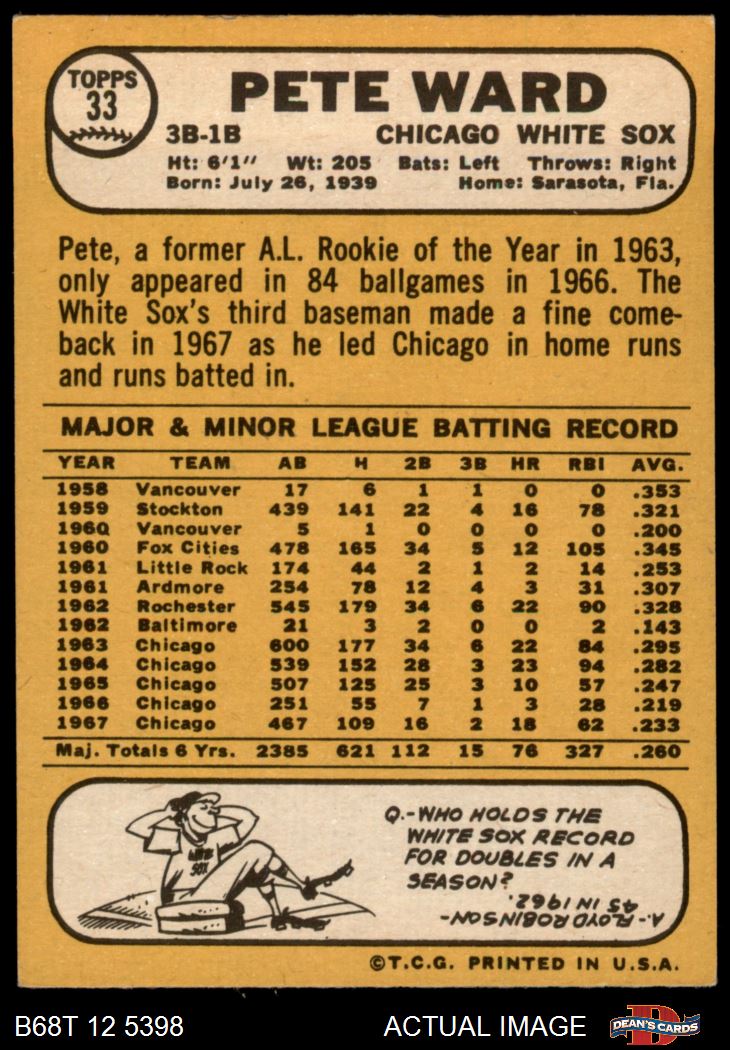 TOPPS
33
PETE WARD
3B-1B CHICAGO WHITE SOX
Ht: 6'1" Wt: 205 Bats: Left Throws: Right
Born: July 26, 1939 Home: Sarasota, Fla.
Pete, a former A.L. Rookie of the Year in 1963,
only appeared in 84 ballgames in 1966. The
White Sox's third baseman made a fine come-
back in 1967 as he led Chicago in home runs
and runs batted in.
MAJOR & MINOR LEAGUE BATTING RECORD
YEAR TEAM AB H 2B 3B HR RBI AVG.
1958 Vancouver 17 6 1 1 0 0 .353
1959 Stockton 439 141 22 4 16 78 .321
1960 Vancouver 5 1 0 0 0 0 .200
1960 Fox Cities 478 165 34 5 12 105 .345
1961 Little Rock 174 44 2 1 2 14 .253
1961 Ardmore 254 78 12 4 3 31 .307
1962 Rochester 545 179 34 6 22 90 .328
1962 Baltimore 21 3 2 0 0 2 .143
1963 Chicago 600 177 34 6 22 84 .295
1964 Chicago 539 152 28 3 23 94 .282
1965 Chicago 507 125 25 3 10 57 .247
1966 Chicago 251 55 7 1 3 28 .219
1967 Chicago 467 109 16 2 18 62 .233
Maj. Totals 6 Yrs. 2385 621 112 15 76 327 .260
WHITE
SOX
Q.-WHO HOLDS THE
WHITE SOX RECORD
FOR DOUBLES IN A
SEASON?
A.- FLOYD ROBINSON-
45 IN 1962.
©T.C.G. PRINTED IN U.S.A.
B68T 12 5398 ACTUAL IMAGE
D
DEAN'S CARDS